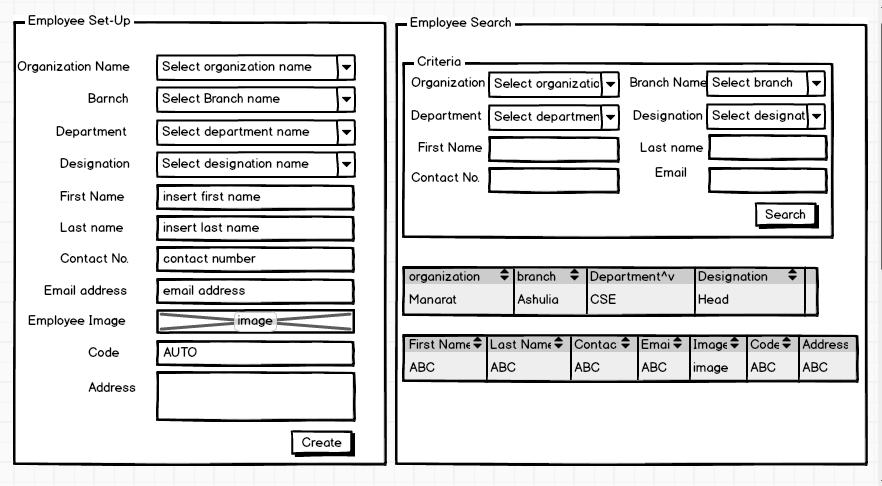 Employee Set-Up
Organization Name Select organization name
Barnch Select Branch name
Department Select department name
Designation Select designation name
First Name insert first name
Last name insert last name
Contact No. contact number
Email address email address
Employee Image image
Code AUTO
Address
Create
Employee Search
Criteria
Organization Select organizatio Branch Name Select branch
Department Select departmen Designation Select designat
First Name Last name
Contact No. Email
Search
organization branch Department^v Designation
Manarat Ashulia CSE Head
First Name Last Name Contac Emai Image Code Address
ABC ABC ABC ABC image ABC ABC